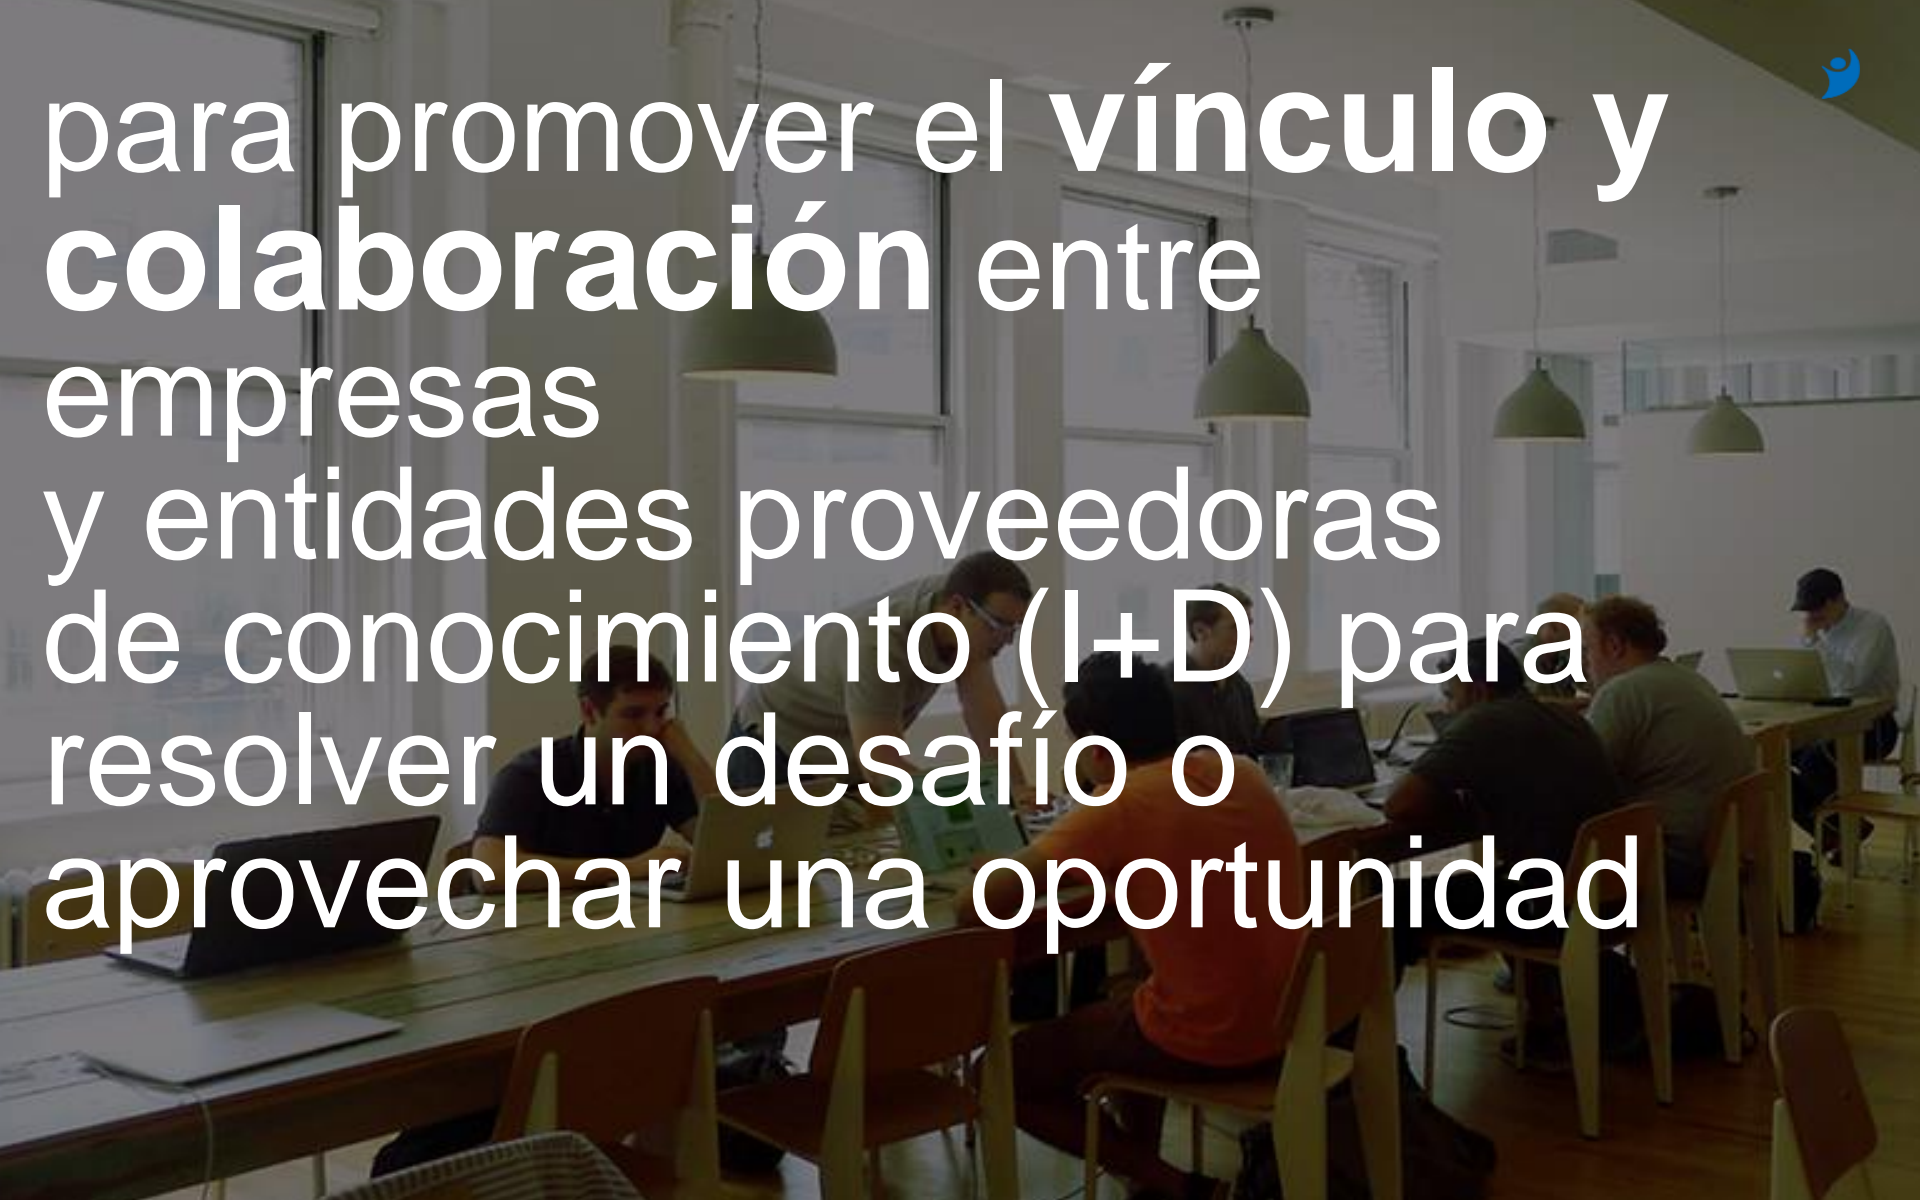 para promover el vínculo y
colaboración entre
empresas
y entidades proveedoras
de conocimiento (I+D) para
resolver un desafío o
aprovechar una oportunidad